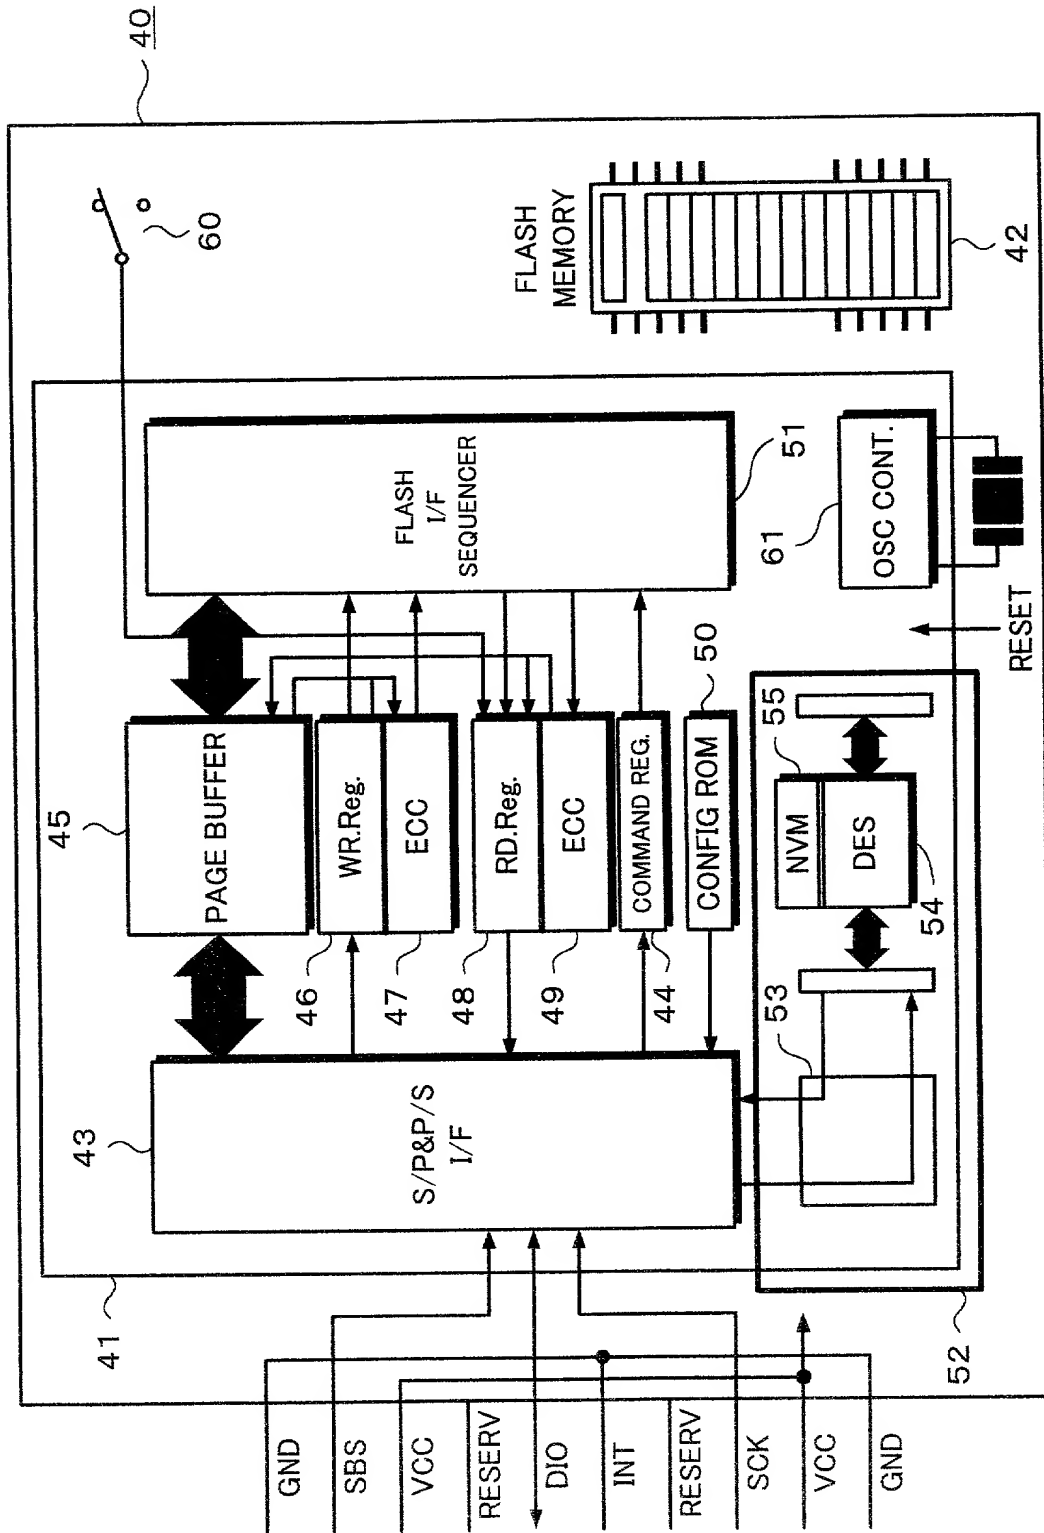 40
60
FLASH
MEMORY
42
45
PAGE BUFFER
46
WR.Reg.
47
ECC
48
RD.Reg.
49
ECC
44
COMMAND REG.
50
CONFIG ROM
FLASH
I/F
SEQUENCER
51
43
S/P&P/S
I/F
41
61
OSC CONT.
RESET
55
NVM
DES
54
53
52
GND
SBS
VCC
RESERV
DIO
INT
RESERV
SCK
VCC
GND